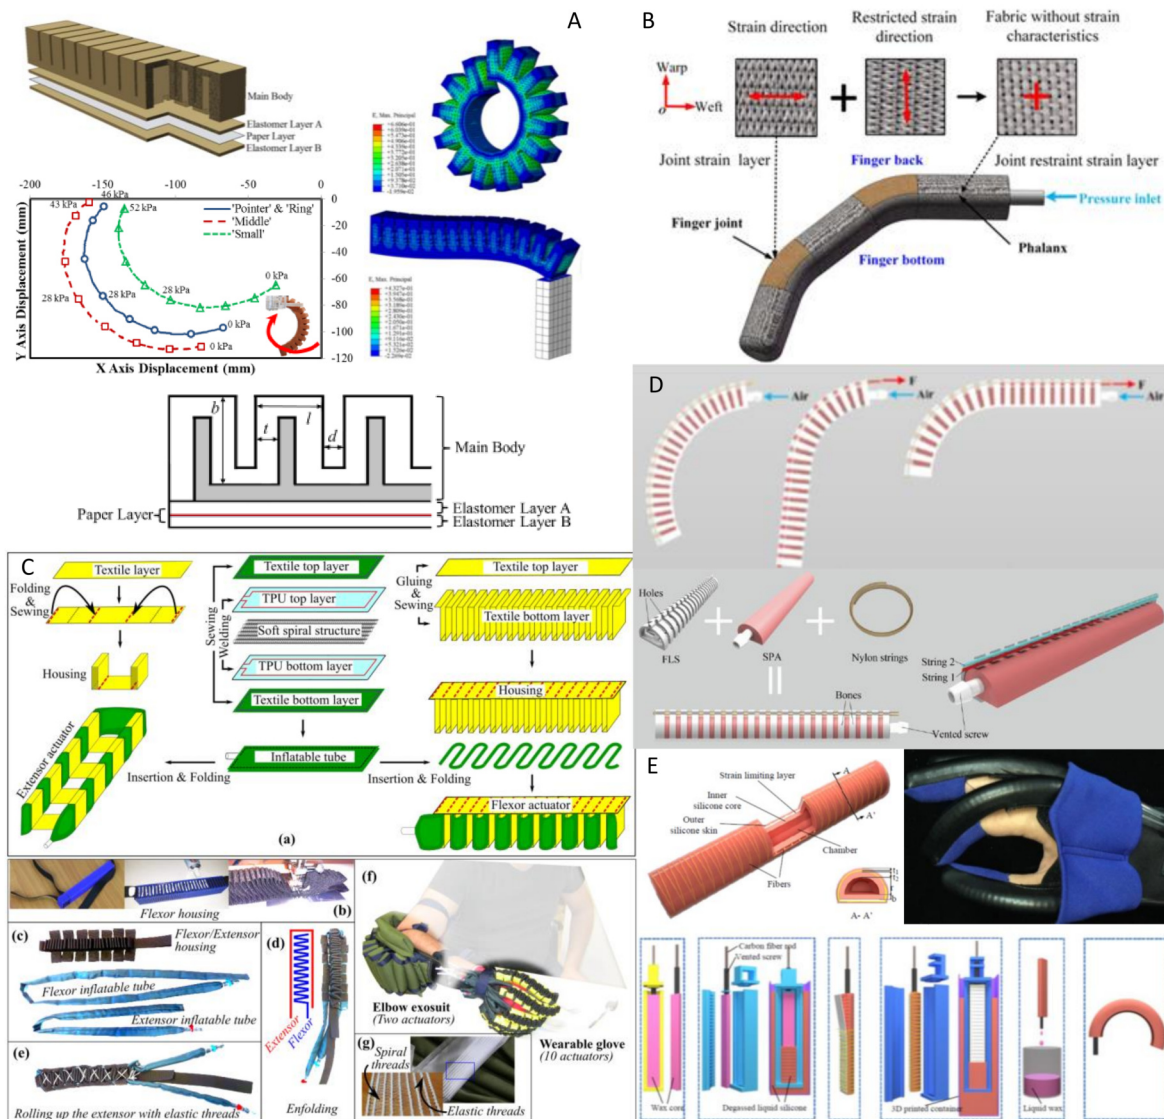 A
Main Body
Elastomer Layer A
Paper Layer
Elastomer Layer B
E, Max. Principal
-200
-150
-100
-50
0
43 kPa
46 kPa
52 kPa
'Pointer' & 'Ring'
'Middle'
'Small'
28 kPa
28 kPa
28 kPa
0 kPa
0 kPa
0 kPa
0
-20
-40
-60
-80
-100
-120
Y Axis Displacement (mm)
X Axis Displacement (mm)
E, Max. Principal
b
l
t
d
Main Body
Paper Layer
Elastomer Layer A
Elastomer Layer B
B
Strain direction
Restricted strain
direction
Fabric without strain
characteristics
Warp
o
Weft
Joint strain layer
Finger back
Joint restraint strain layer
Pressure inlet
Finger joint
Finger bottom
Phalanx
C
Textile layer
Folding
&
Sewing
Housing
Extensor actuator
Textile top layer
TPU top layer
Soft spiral structure
TPU bottom layer
Textile bottom layer
Sewing
Welding
Inflatable tube
Insertion & Folding
Insertion & Folding
Gluing
&
Sewing
Textile top layer
Textile bottom layer
Housing
Flexor actuator
(a)
Flexor housing
(b)
(c)
Flexor/Extensor
housing
Flexor inflatable tube
Extensor inflatable tube
(d)
Extensor
Flexor
Enfolding
(e)
Rolling up the extensor with elastic threads
(f)
Elbow exosuit
(Two actuators)
Wearable glove
(10 actuators)
(g)
Spiral
threads
Elastic threads
D
Air
F
Air
F
Air
Holes
FLS
SPA
Nylon strings
String 2
String 1
Bones
Vented screw
E
Strain limiting layer
Inner
silicone core
Outer
silicone skin
Chamber
Fibers
A
A'
A- A'
Carbon fiber rod
Vented screw
Wax core
Degassed liquid silicone
3D printed container
Liquid wax